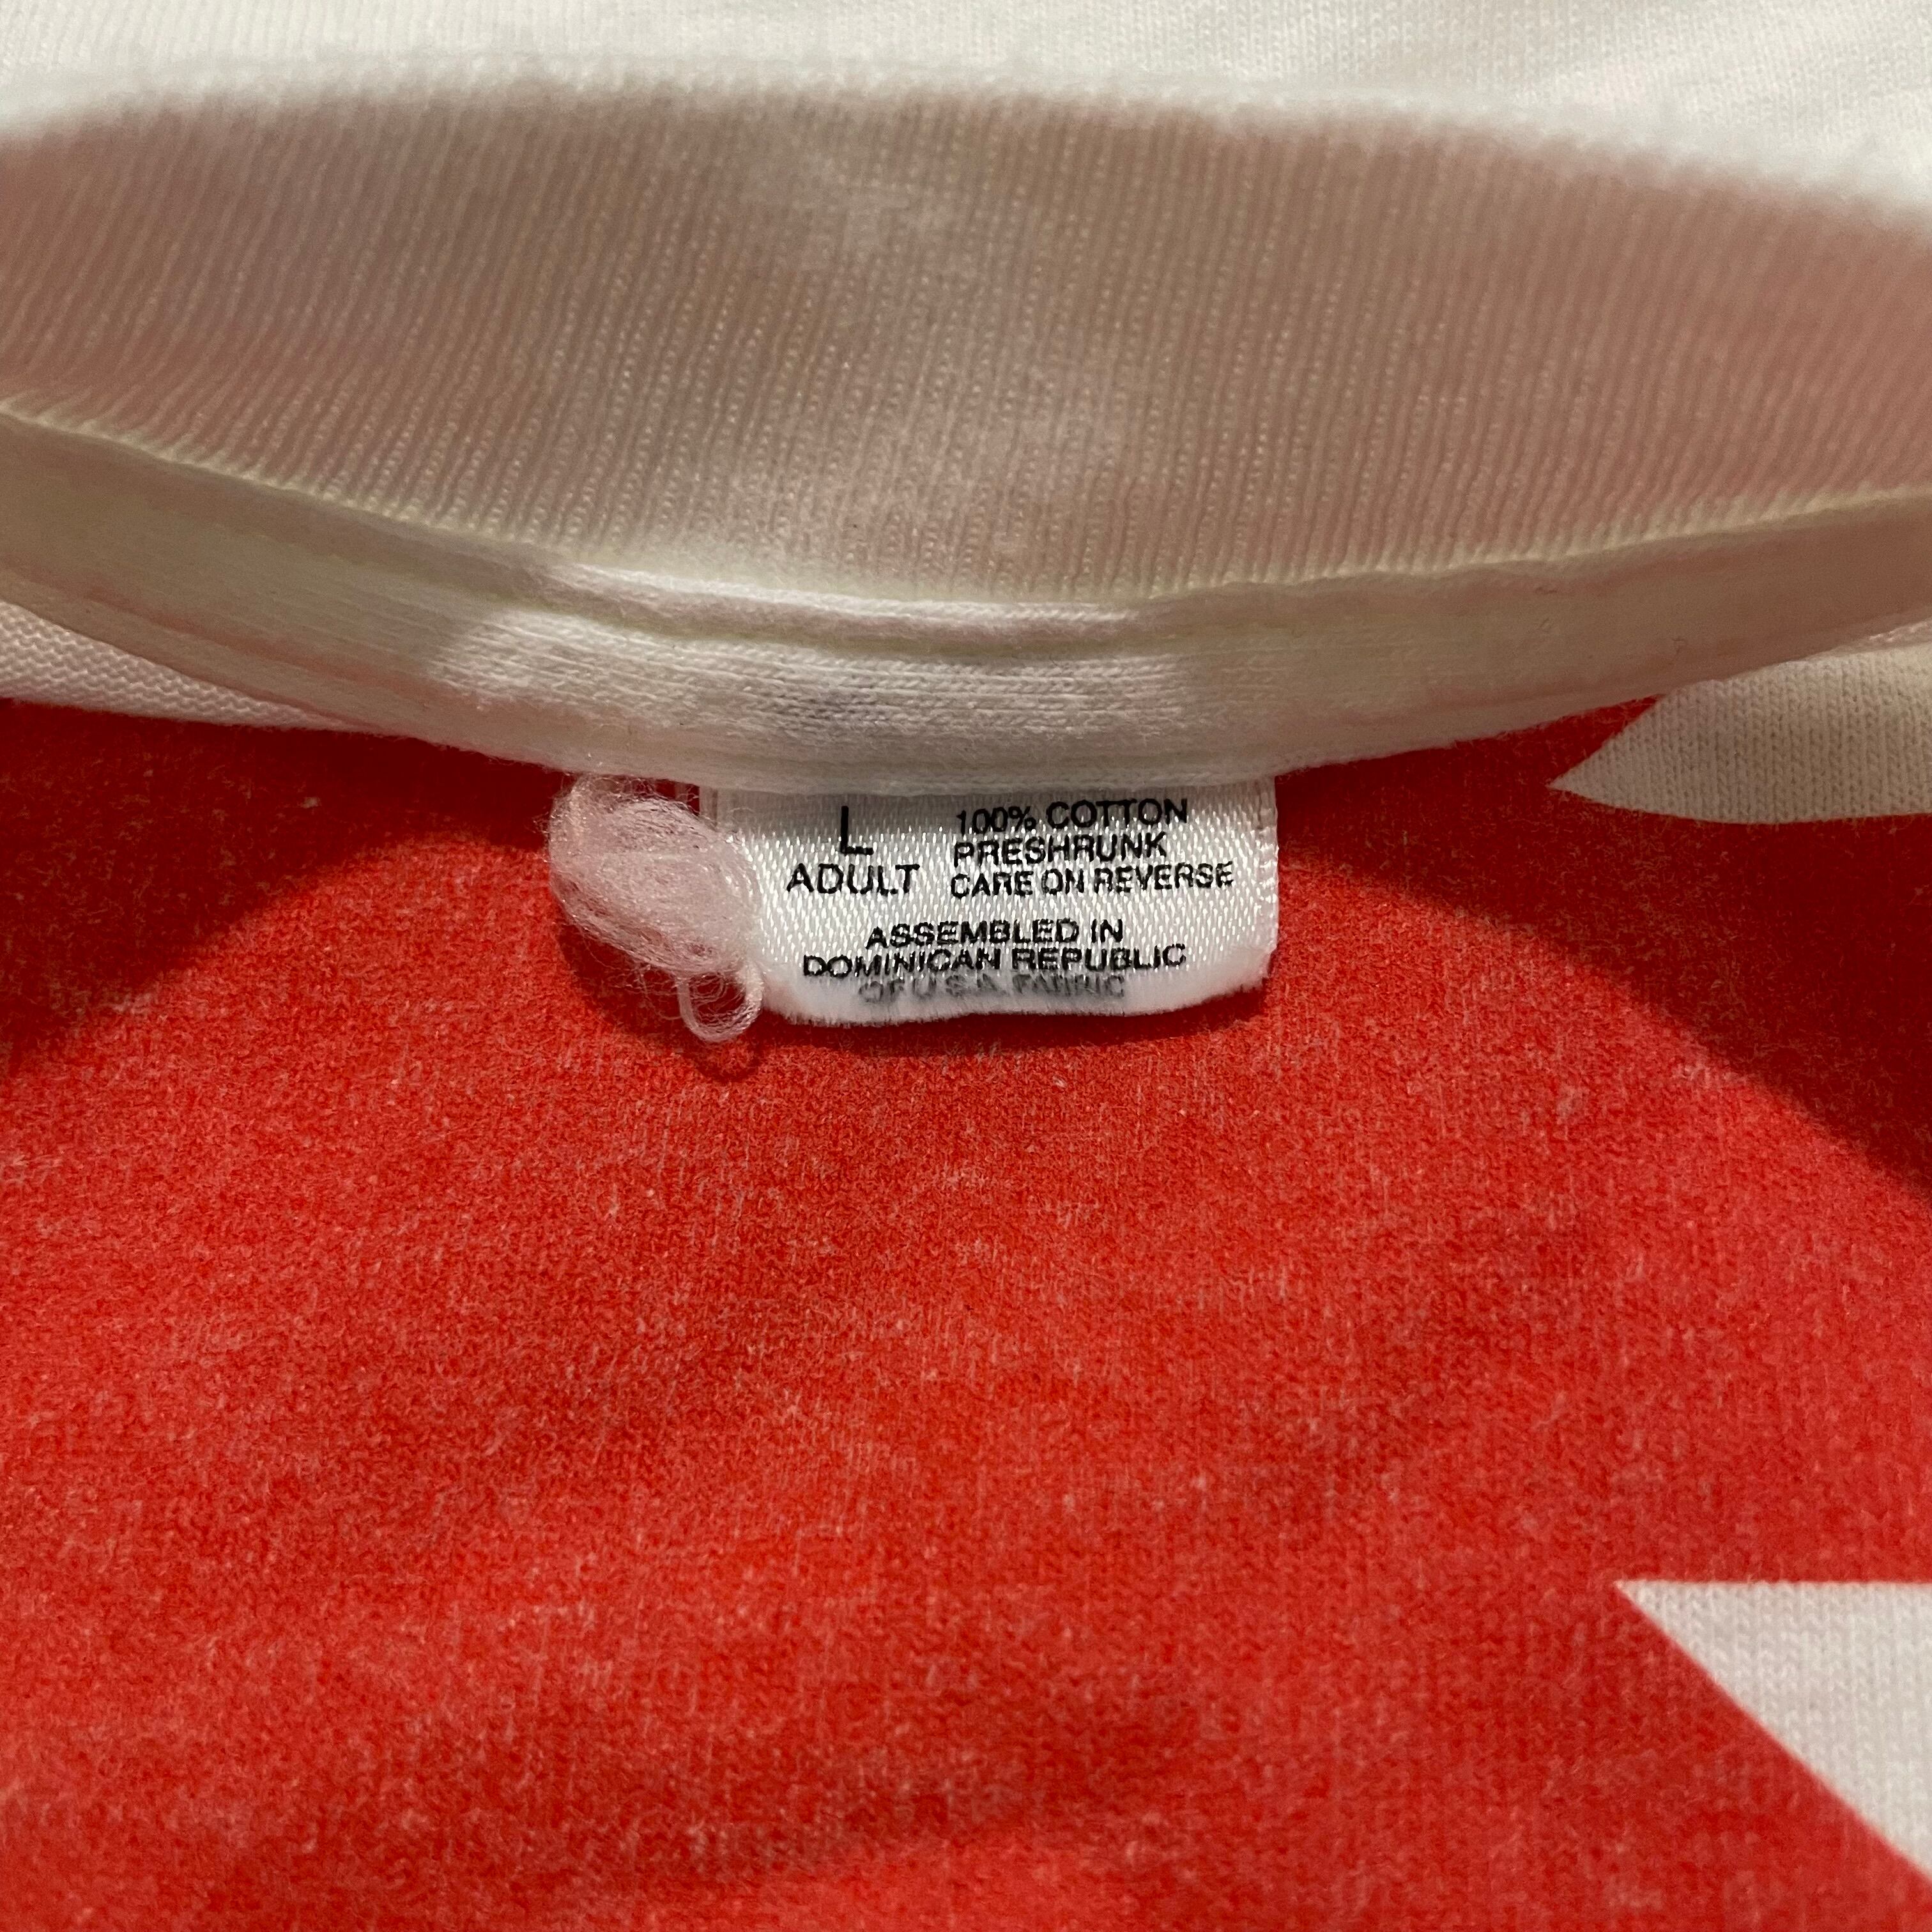 L
ADULT
100% COTTON
PRESHRUNK
CARE ON REVERSE
ASSEMBLED IN
DOMINICAN REPUBLIC
OF U.S.A. FABRIC